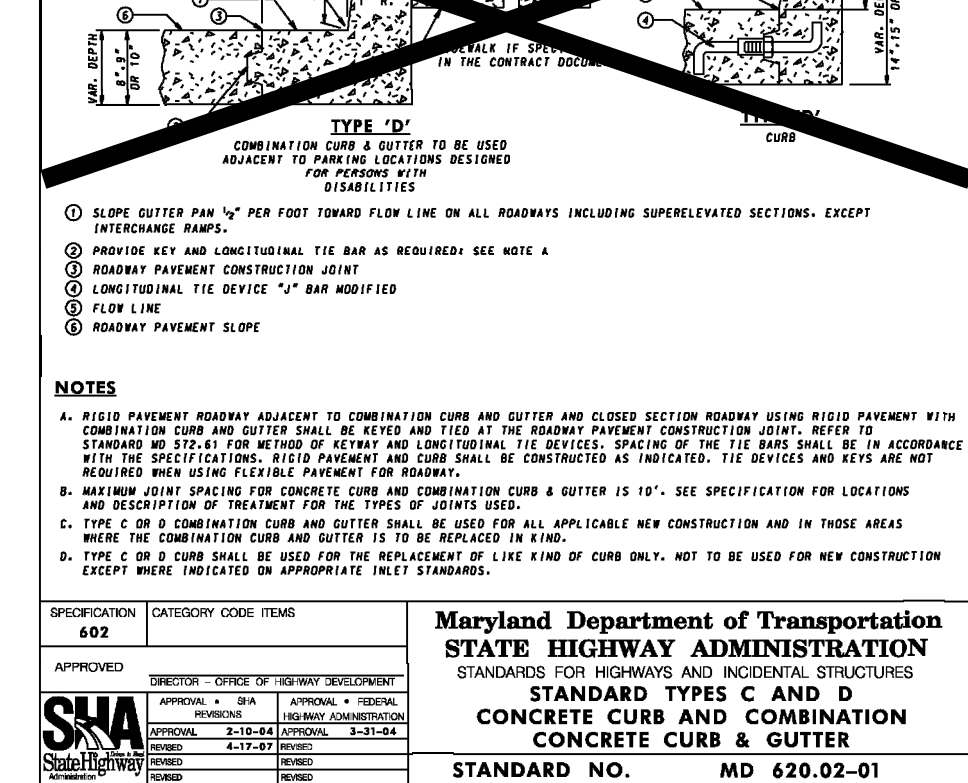 6
3
R.
4
VAR. DEPTH
8", 9"
OR 10"
IF SPEC
IN THE CONTRACT DOCUME
VAR. DE
14", 15" O
TYPE 'D'
COMBINATION CURB & GUTTER TO BE USED
ADJACENT TO PARKING LOCATIONS DESIGNED
FOR PERSONS WITH
DISABILITIES
CURB
1 SLOPE GUTTER PAN 1/2" PER FOOT TOWARD FLOW LINE ON ALL ROADWAYS INCLUDING SUPERELEVATED SECTIONS. EXCEPT
INTERCHANGE RAMPS.
2 PROVIDE KEY AND LONGITUDINAL TIE BAR AS REQUIRED: SEE NOTE A
3 ROADWAY PAVEMENT CONSTRUCTION JOINT
4 LONGITUDINAL TIE DEVICE "J" BAR MODIFIED
5 FLOW LINE
6 ROADWAY PAVEMENT SLOPE
NOTES
A. RIGID PAVEMENT ROADWAY ADJACENT TO COMBINATION CURB AND GUTTER AND CLOSED SECTION ROADWAY USING RIGID PAVEMENT WITH
COMBINATION CURB AND GUTTER SHALL BE KEYED AND TIED AT THE ROADWAY PAVEMENT CONSTRUCTION JOINT. REFER TO
STANDARD MD 572.61 FOR METHOD OF KEYWAY AND LONGITUDINAL TIE DEVICES. SPACING OF THE TIE BARS SHALL BE IN ACCORDANCE
WITH THE SPECIFICATIONS. RIGID PAVEMENT AND CURB SHALL BE CONSTRUCTED AS INDICATED. TIE DEVICES AND KEYS ARE NOT
REQUIRED WHEN USING FLEXIBLE PAVEMENT FOR ROADWAY.
B. MAXIMUM JOINT SPACING FOR CONCRETE CURB AND COMBINATION CURB & GUTTER IS 10'. SEE SPECIFICATION FOR LOCATIONS
AND DESCRIPTION OF TREATMENT FOR THE TYPES OF JOINTS USED.
C. TYPE C OR D COMBINATION CURB AND GUTTER SHALL BE USED FOR ALL APPLICABLE NEW CONSTRUCTION AND IN THOSE AREAS
WHERE THE COMBINATION CURB AND GUTTER IS TO BE REPLACED IN KIND.
D. TYPE C OR D CURB SHALL BE USED FOR THE REPLACEMENT OF LIKE KIND OF CURB ONLY. NOT TO BE USED FOR NEW CONSTRUCTION
EXCEPT WHERE INDICATED ON APPROPRIATE INLET STANDARDS.
SPECIFICATION
602
CATEGORY CODE ITEMS
APPROVED
DIRECTOR - OFFICE OF HIGHWAY DEVELOPMENT
SHA
State Highway
Administration
APPROVAL • SHA
REVISIONS
APPROVAL • FEDERAL
HIGHWAY ADMINISTRATION
APPROVAL 2-10-04 APPROVAL 3-31-04
REVISED 4-17-07 REVISED
REVISED REVISED
REVISED REVISED
Maryland Department of Transportation
STATE HIGHWAY ADMINISTRATION
STANDARDS FOR HIGHWAYS AND INCIDENTAL STRUCTURES
STANDARD TYPES C AND D
CONCRETE CURB AND COMBINATION
CONCRETE CURB & GUTTER
STANDARD NO. MD 620.02-01